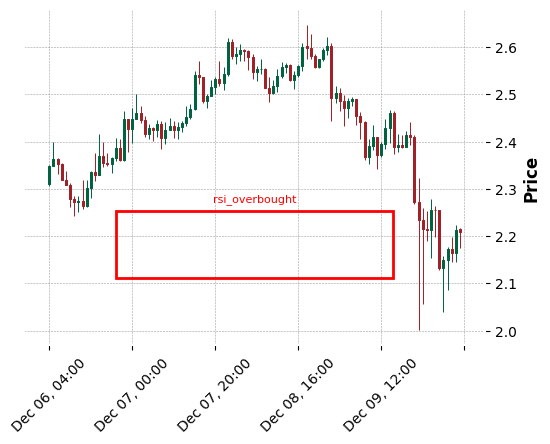 2.6
2.5
2.4
2.3
2.2
2.1
2.0
Price
rsi_overbought
Dec 06, 04:00
Dec 07, 00:00
Dec 07, 20:00
Dec 08, 16:00
Dec 09, 12:00